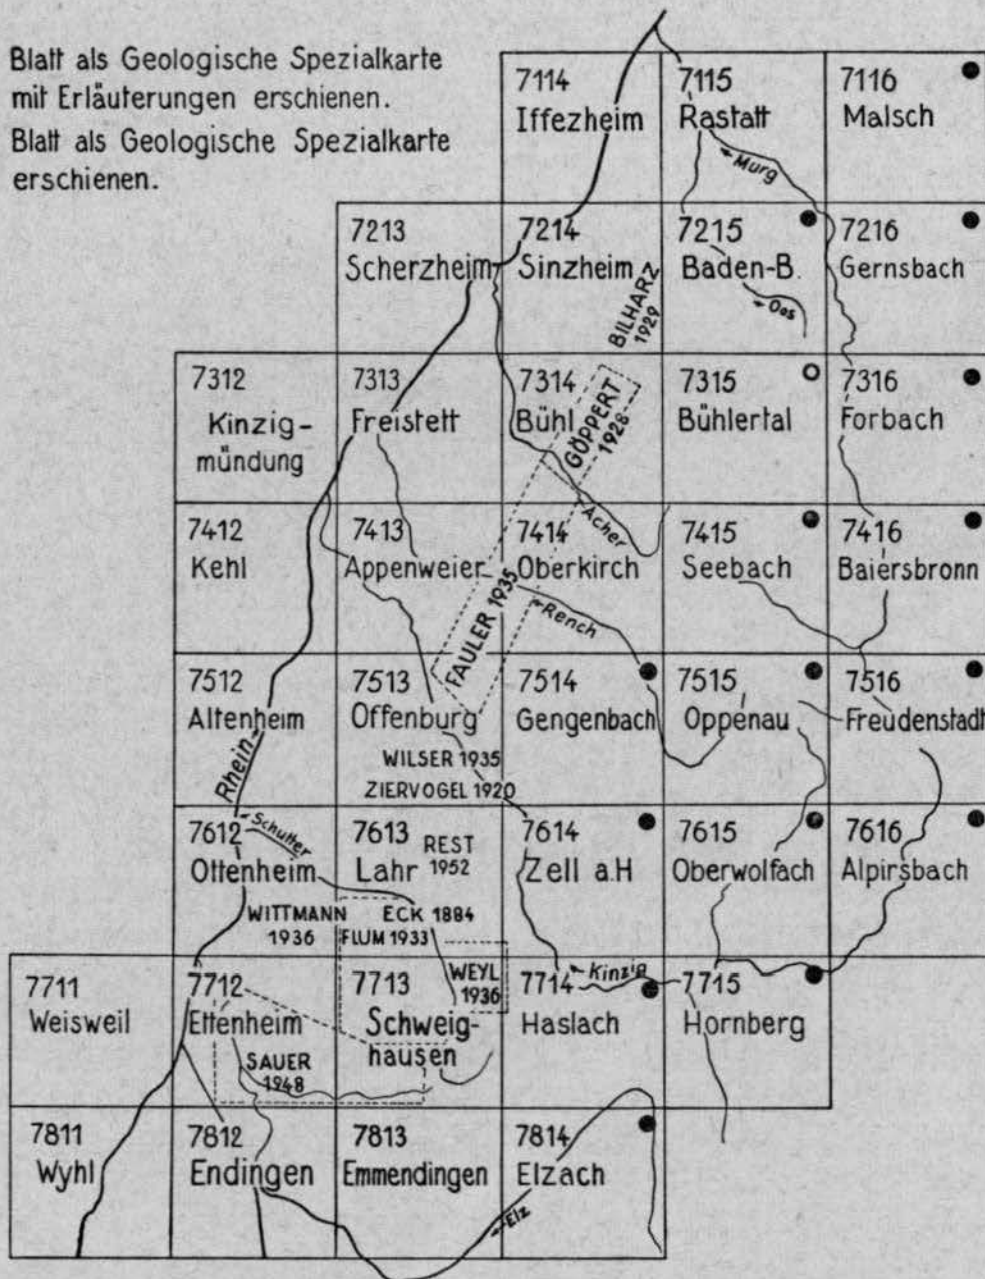 Blatt als Geologische Spezialkarte
mit Erläuterungen erschienen.
Blatt als Geologische Spezialkarte
erschienen.
7114
Iffezheim
7115
Rastatt
7116
Malsch
Murg
7213
Scherzheim
7214
Sinzheim
BILHARZ
1929
7215
Baden-B.
Oos
7216
Gernsbach
7312
Kinzig-
mündung
7313
Freistett
7314
Bühl
GÖPPERT
1928
7315
Bühlertal
7316
Forbach
7412
Kehl
7413
Appenweier
7414
Oberkirch
Acher
Rench
FAULER 1935
7415
Seebach
7416
Baiersbronn
7512
Altenheim
Rhein
7513
Offenburg
WILSER 1935
ZIERVOGEL 1920
7514
Gengenbach
7515
Oppenau
7516
Freudenstadt
7612
Ottenheim
Schutter
WITTMANN
1936
7613
Lahr
REST
1952
ECK 1884
FLUM 1933
7614
Zell a.H
7615
Oberwolfach
7616
Alpirsbach
7711
Weisweil
7712
Ettenheim
SAUER
1948
7713
Schweig-
hausen
WEYL
1936
7714
Haslach
Kinzig
7715
Hornberg
7811
Wyhl
7812
Endingen
7813
Emmendingen
7814
Elzach
Elz